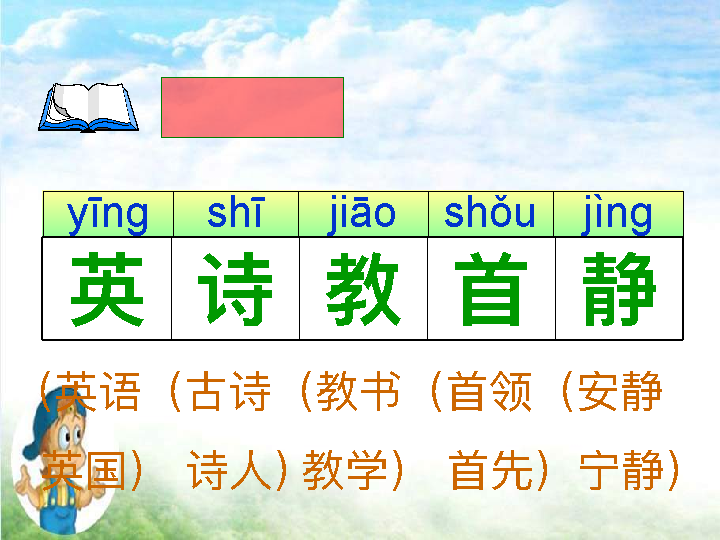 yīng shī jiāo shǒu jìng
英 诗 教 首 静
(英语 (古诗 (教书 (首领 (安静
英国) 诗人) 教学) 首先) 宁静)